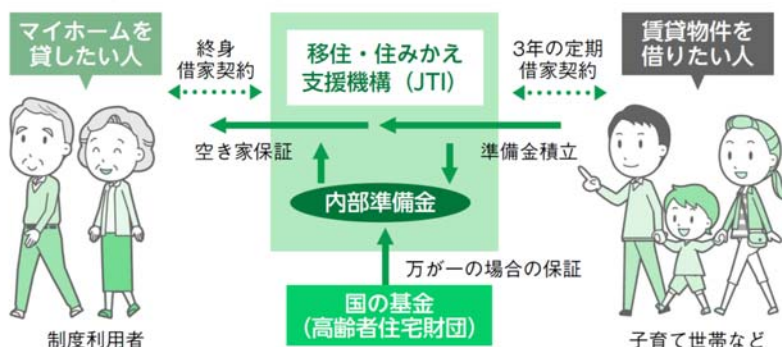 マイホームを
貸したい人
終身
借家契約
移住・住みかえ
支援機構（JTI）
3年の定期
借家契約
賃貸物件を
借りたい人
空き家保証
準備金積立
内部準備金
万が一の場合の保証
国の基金
（高齢者住宅財団）
制度利用者
子育て世帯など